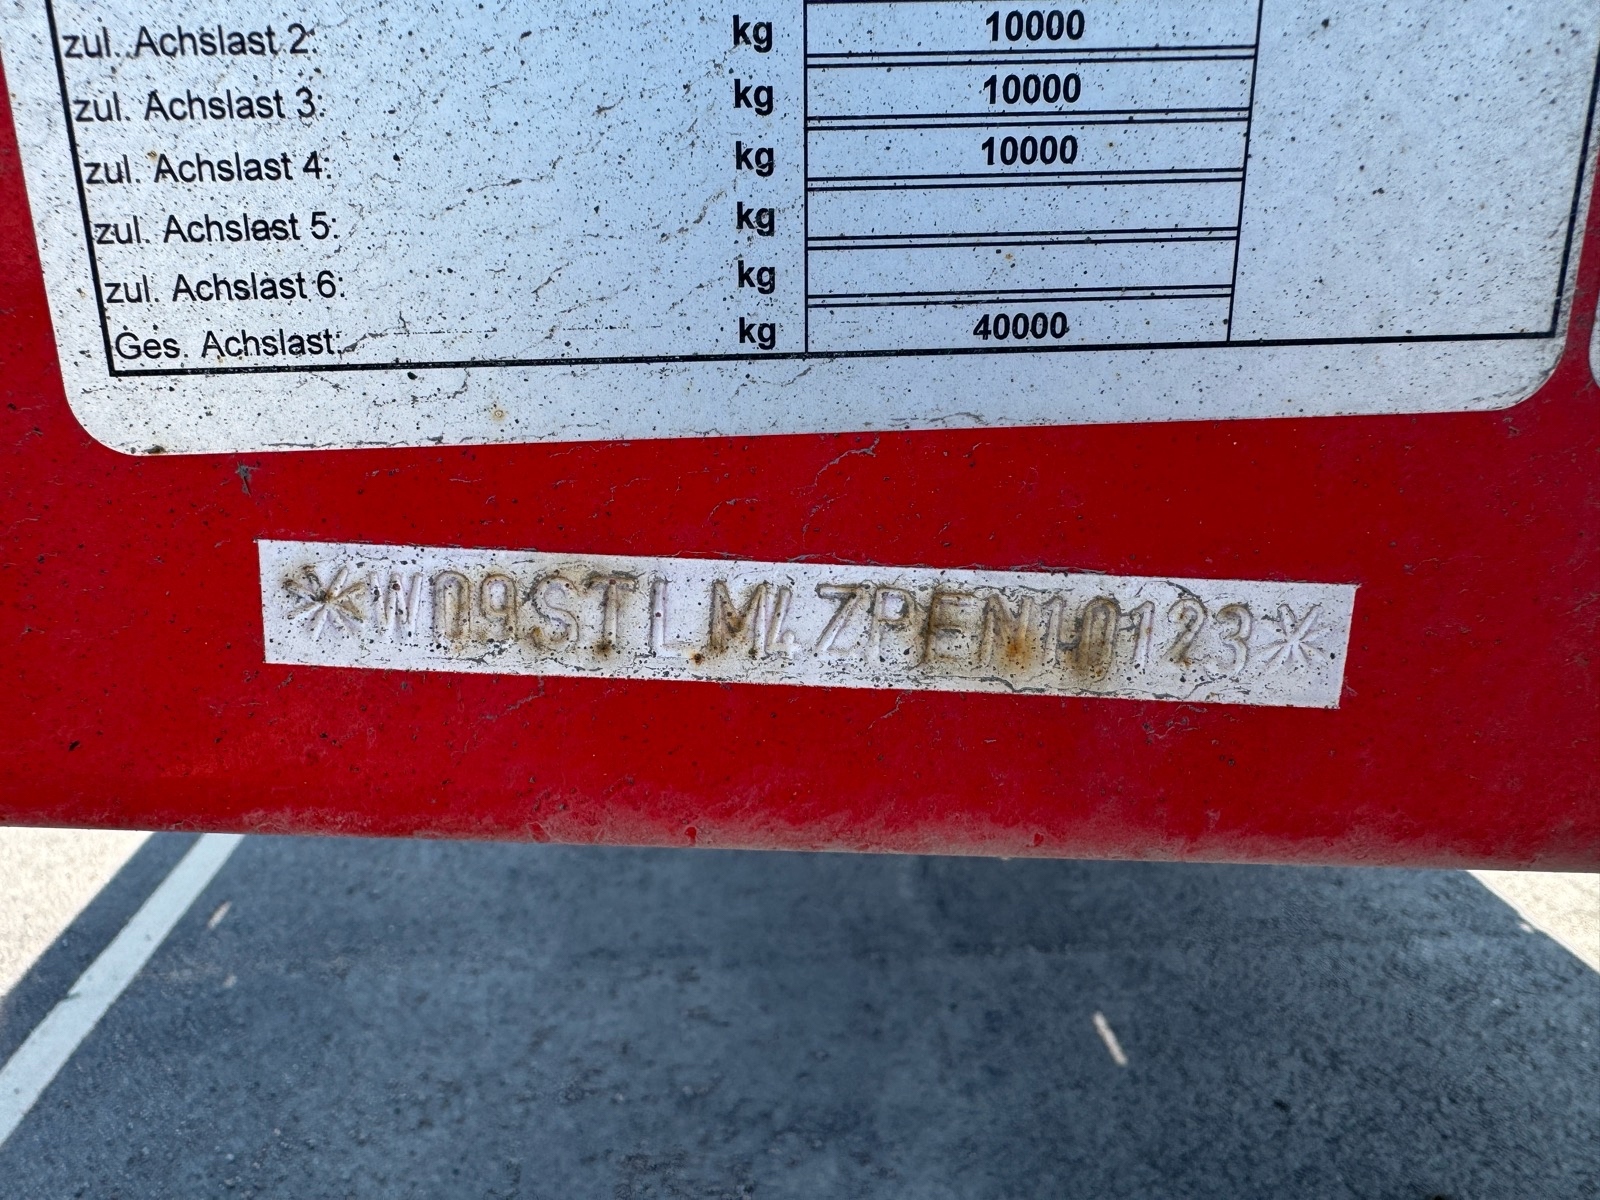 zul. Achslast 2: kg 10000
zul. Achslast 3: kg 10000
zul. Achslast 4: kg 10000
zul. Achslast 5: kg
zul. Achslast 6: kg
Ges. Achslast: kg 40000
*W09STLM4ZPEN10123*